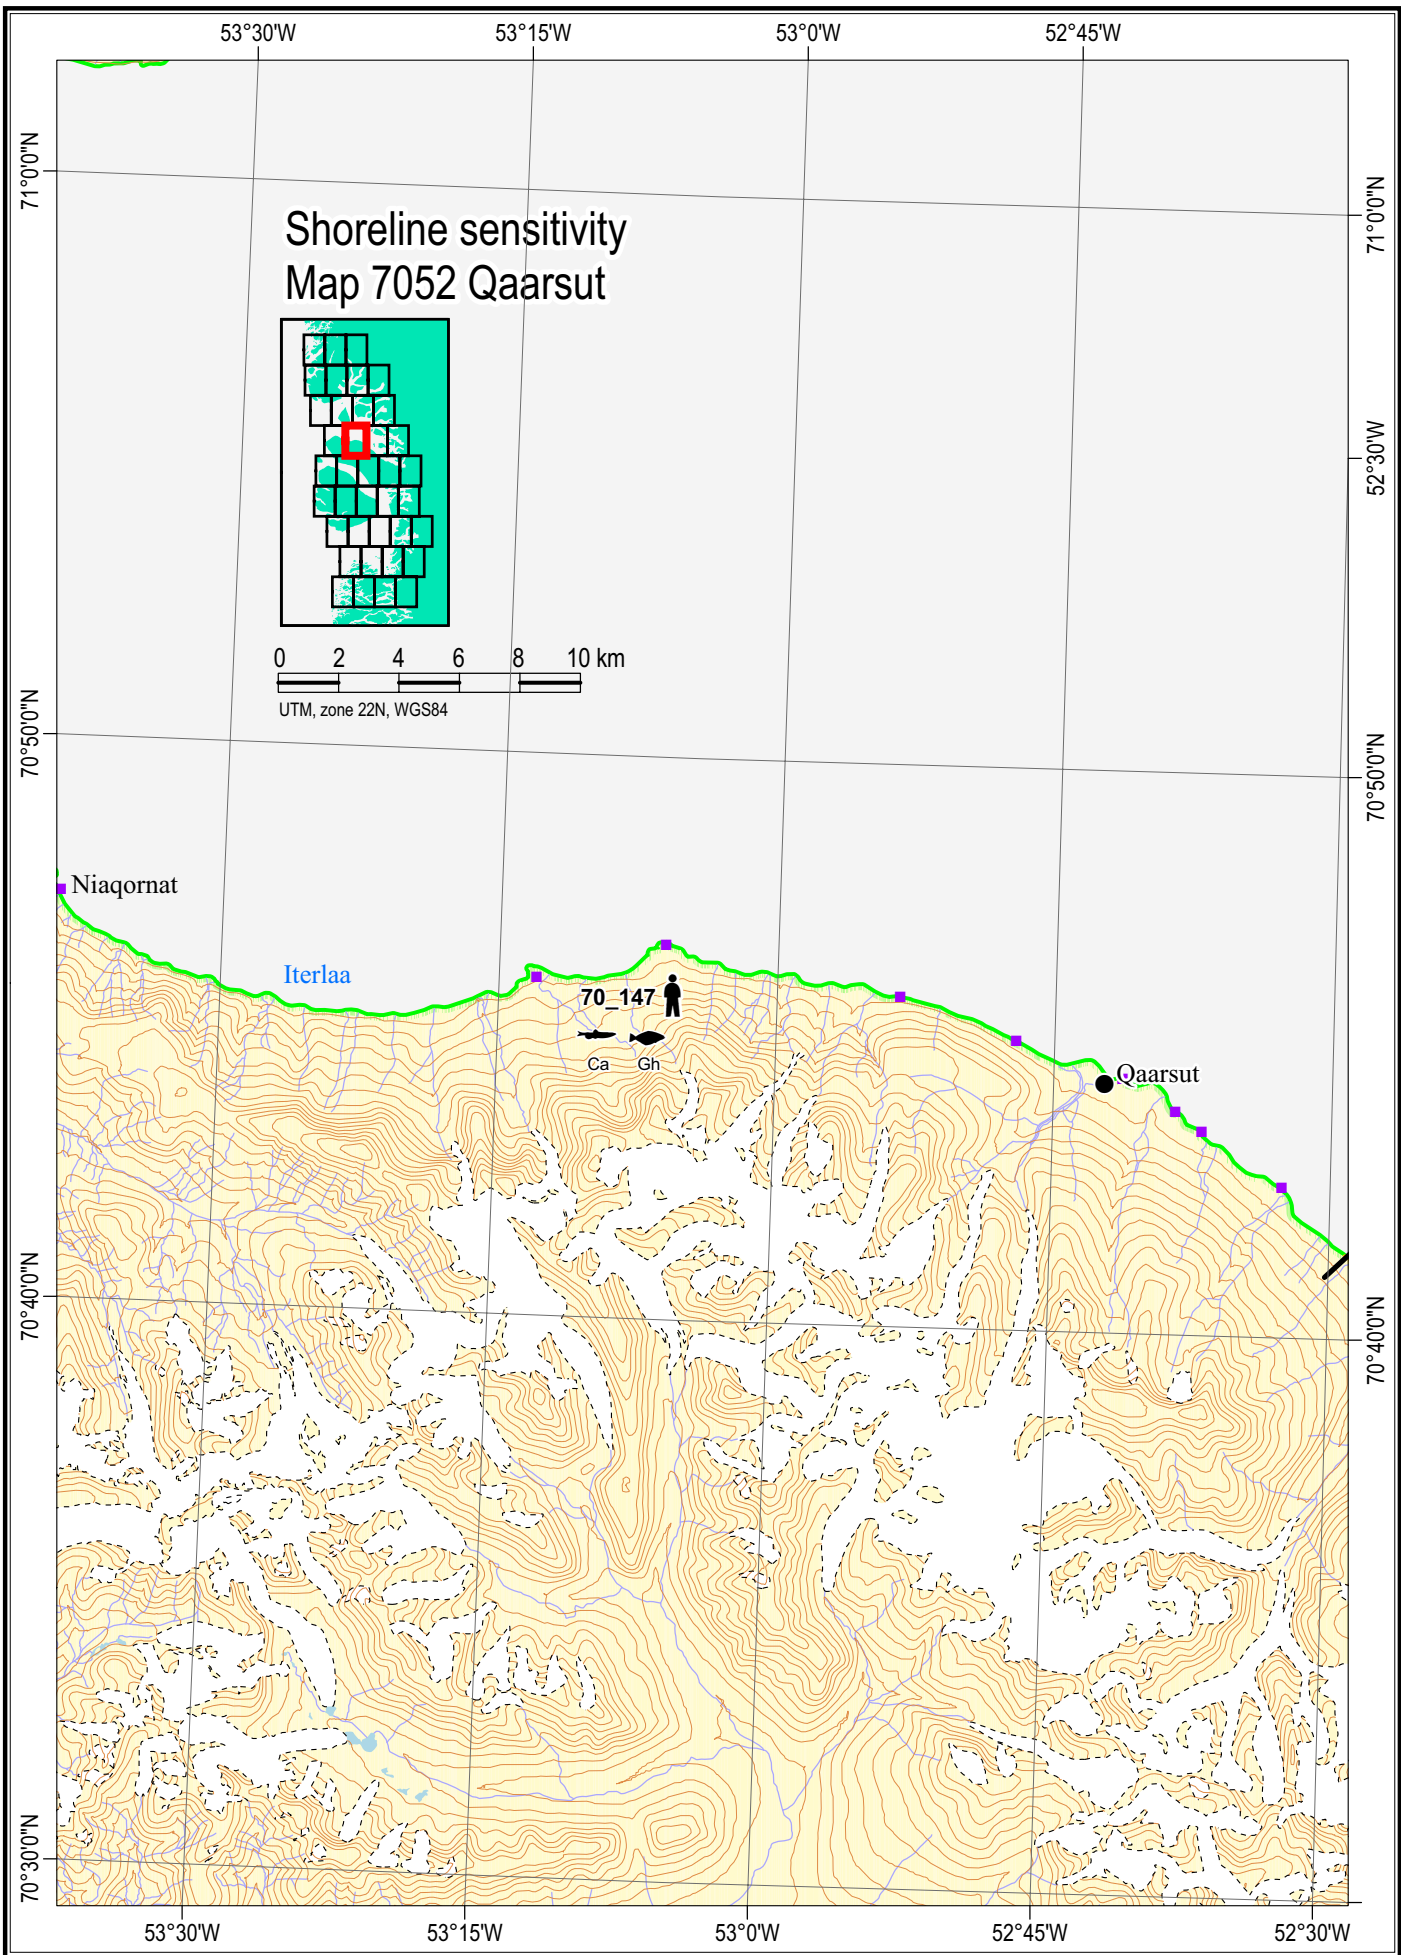 53°30'W 53°15'W 53°0'W 52°45'W
71°0'0"N
71°0'0"N
Shoreline sensitivity
Map 7052 Qaarsut
52°30'W
0 2 4 6 8 10 km
UTM, zone 22N, WGS84
70°50'0"N
70°50'0"N
Niaqornat
Iterlaa
70_147
Ca Gh
Qaarsut
70°40'0"N
70°40'0"N
70°30'0"N
53°30'W 53°15'W 53°0'W 52°45'W 52°30'W